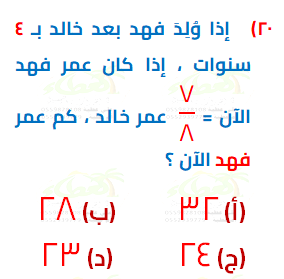 ٢٠) إذا وُلِدَ فهد بعد خالد بـ ٤
سنوات ، إذا كان عمر فهد
الآن = ٧/٨ عمر خالد ، كم عمر
فهد الآن ؟
(أ) ٣٢ (ب) ٢٨
(ج) ٢٤ (د) ٢٣